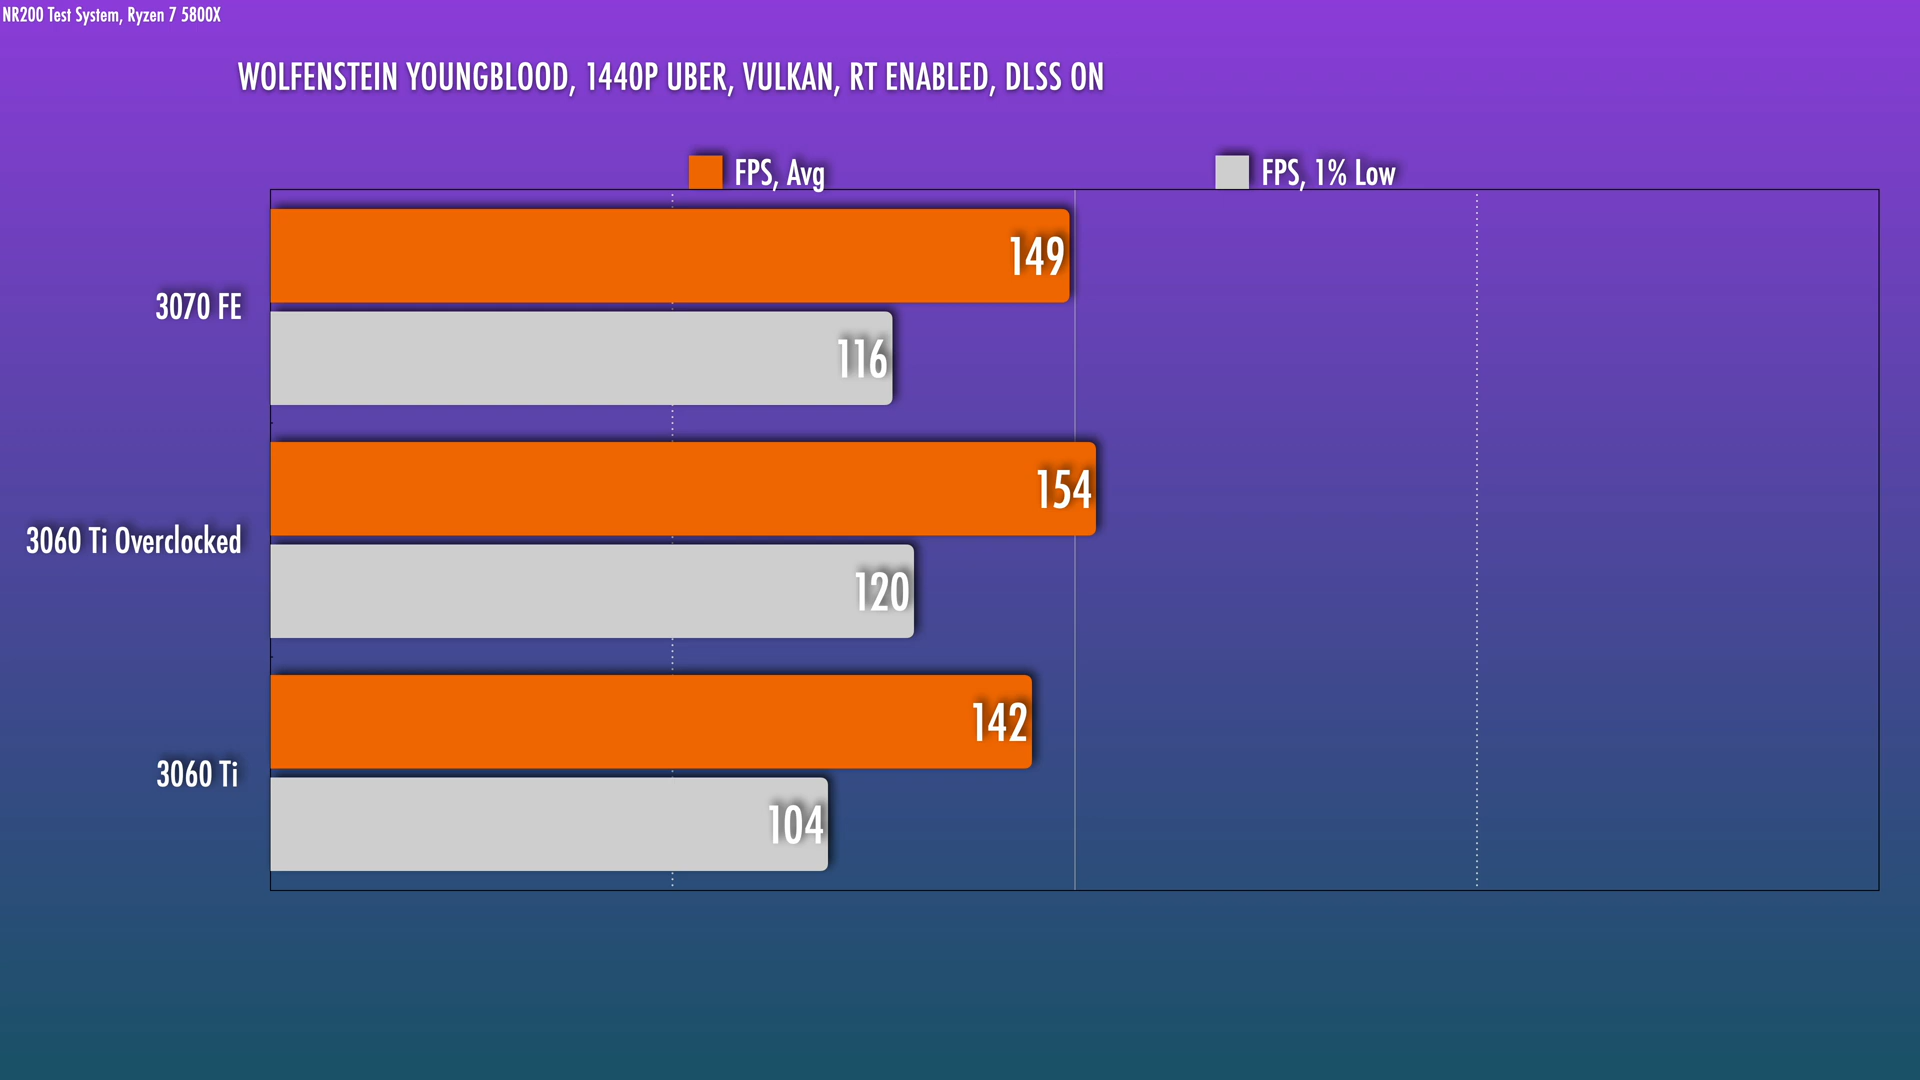 NR200 Test System, Ryzen 7 5800X
WOLFENSTEIN YOUNGBLOOD, 1440P UBER, VULKAN, RT ENABLED, DLSS ON
FPS, Avg
FPS, 1% Low
3070 FE
149
116
3060 Ti Overclocked
154
120
3060 Ti
142
104